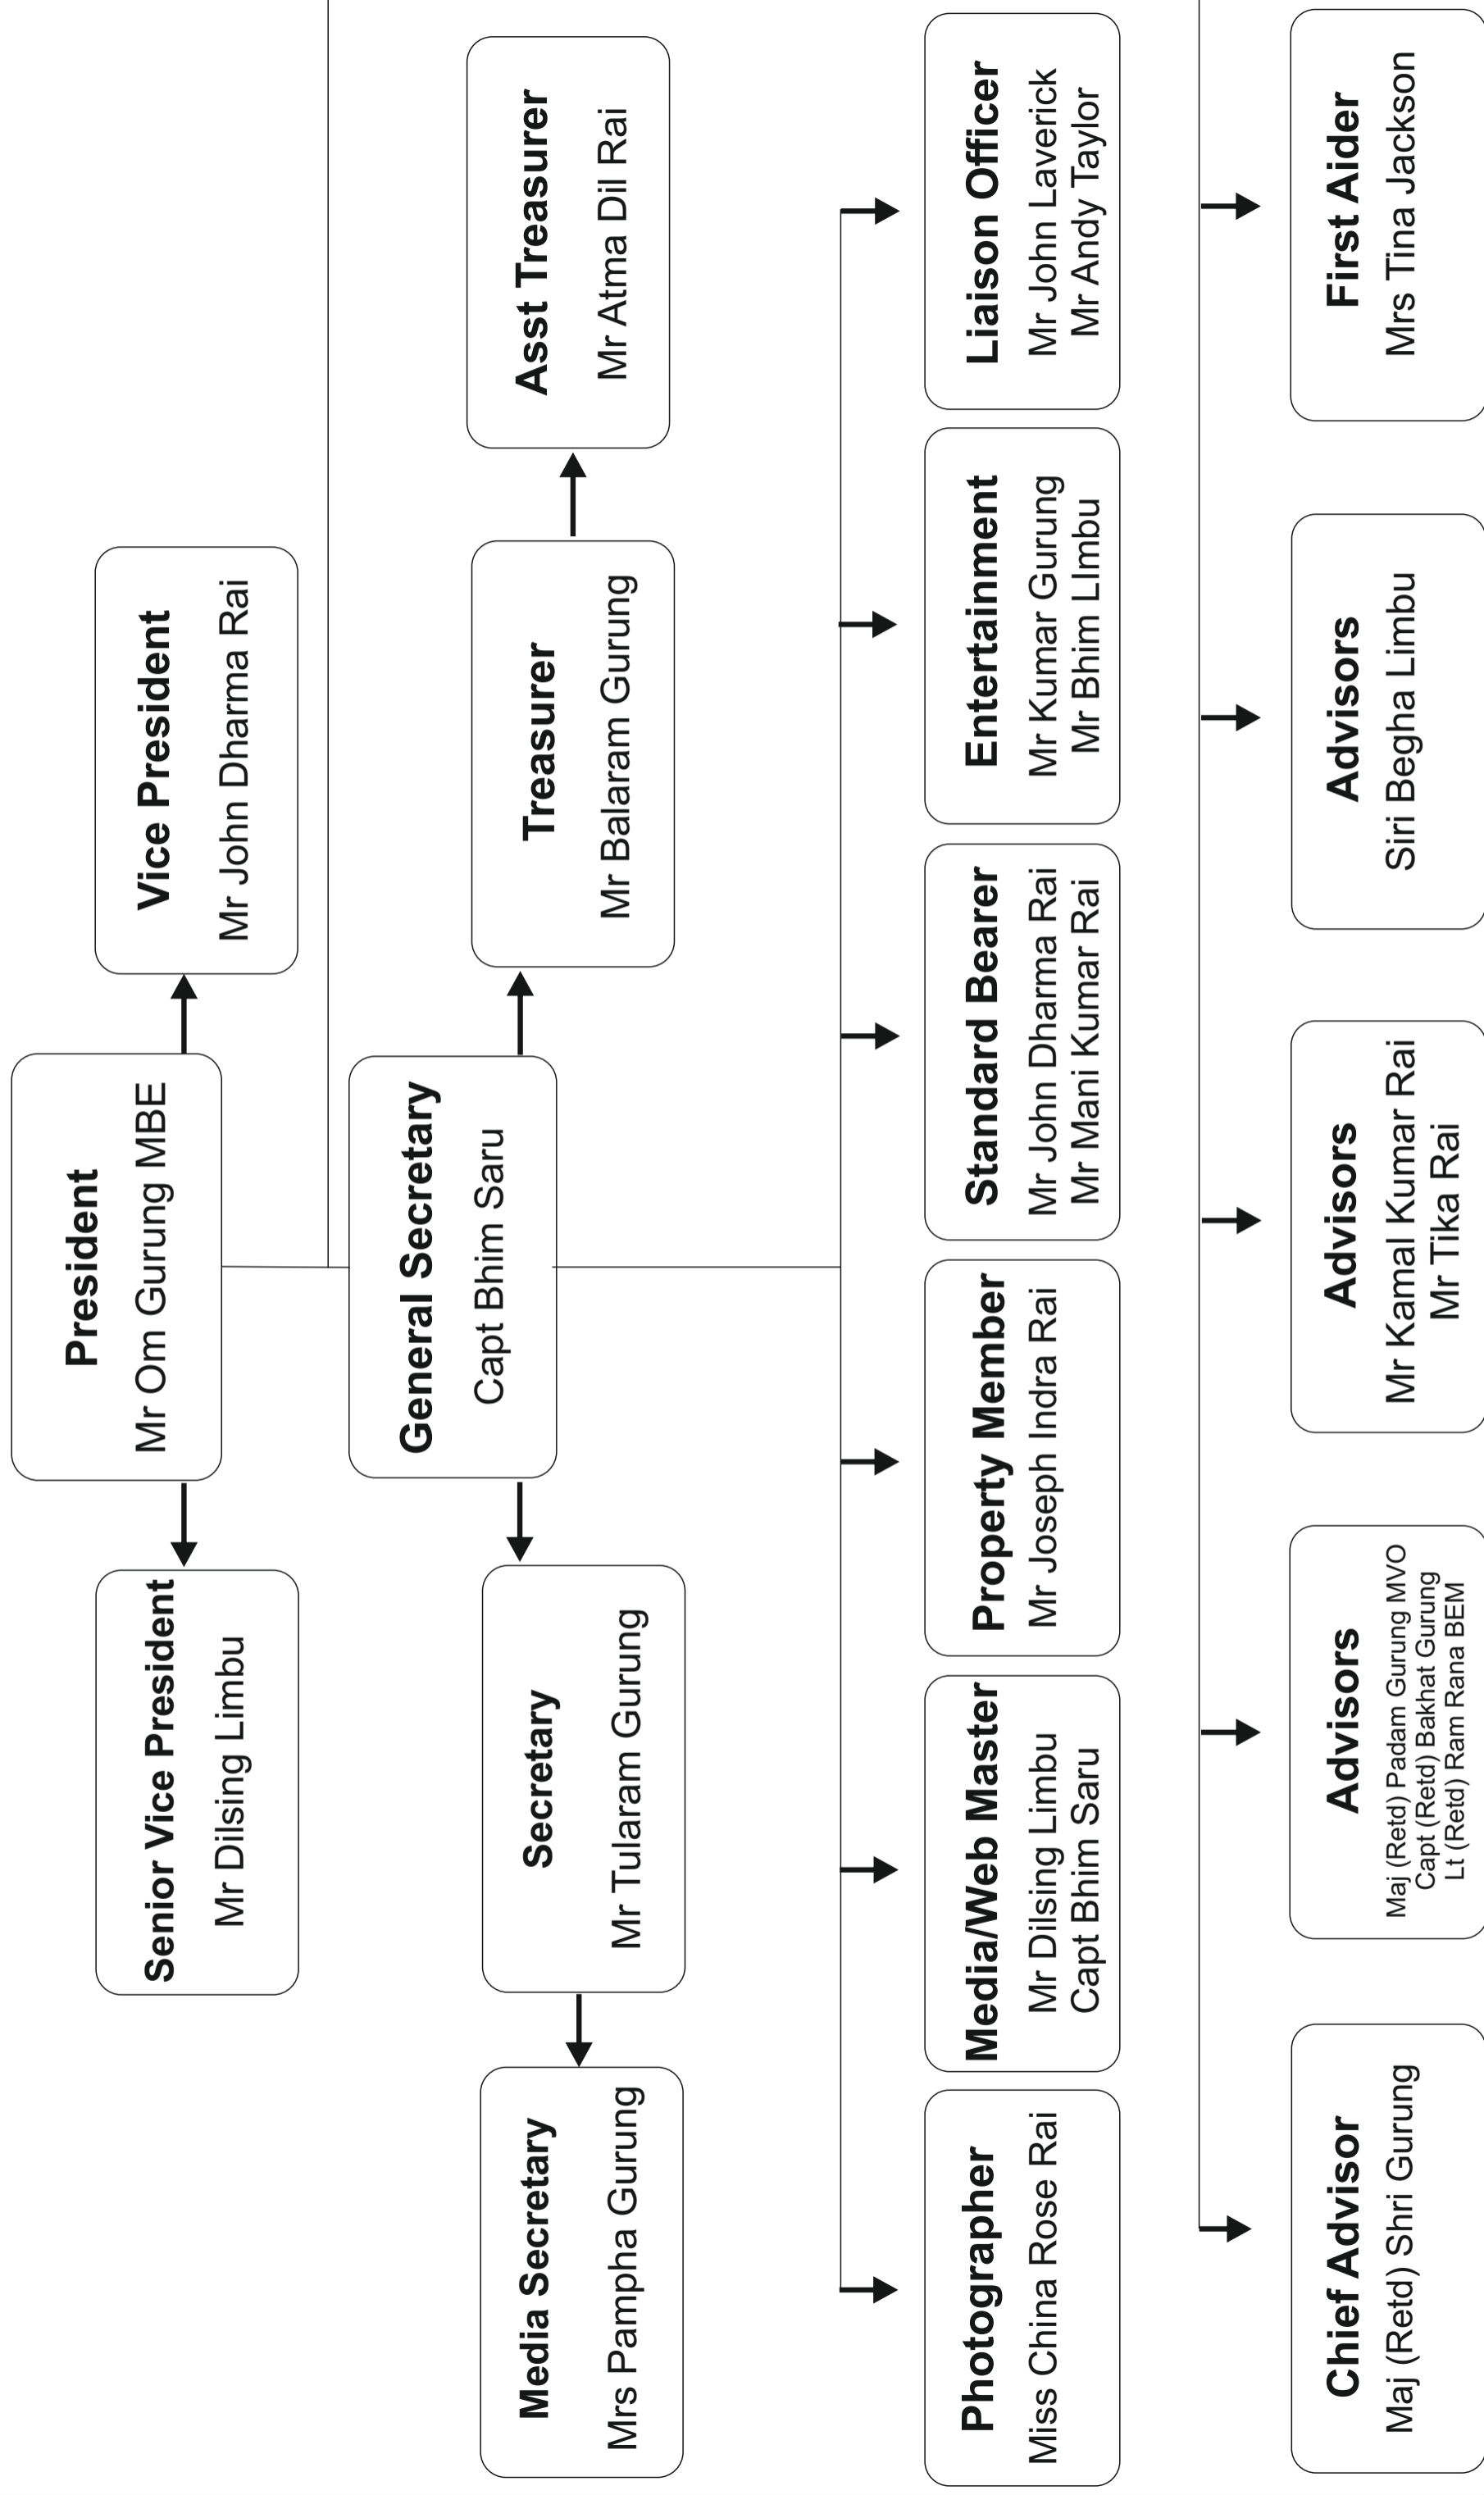 President
Mr Om Gurung MBE
Senior Vice President
Mr Dilsing Limbu
Vice President
Mr John Dharma Rai
General Secretary
Capt Bhim Saru
Media Secretary
Mrs Pampha Gurung
Secretary
Mr Tularam Gurung
Treasurer
Mr Balaram Gurung
Asst Treasurer
Mr Atma Dil Rai
Photographer
Miss China Rose Rai
Media/Web Master
Mr Dilsing Limbu
Capt Bhim Saru
Property Member
Mr Joseph Indra Rai
Standard Bearer
Mr John Dharma Rai
Mr Mani Kumar Rai
Entertainment
Mr Kumar Gurung
Mr Bhim LImbu
Liaison Officer
Mr John Laverick
Mr Andy Taylor
Chief Advisor
Maj (Retd) Shri Gurung
Advisors
Maj (Retd) Padam Gurung MVO
Capt (Retd) Bakhat Gurung
Lt (Retd) Ram Rana BEM
Advisors
Mr Kamal Kumar Rai
Mr Tika Rai
Advisors
Siri Begha Limbu
First Aider
Mrs Tina Jackson